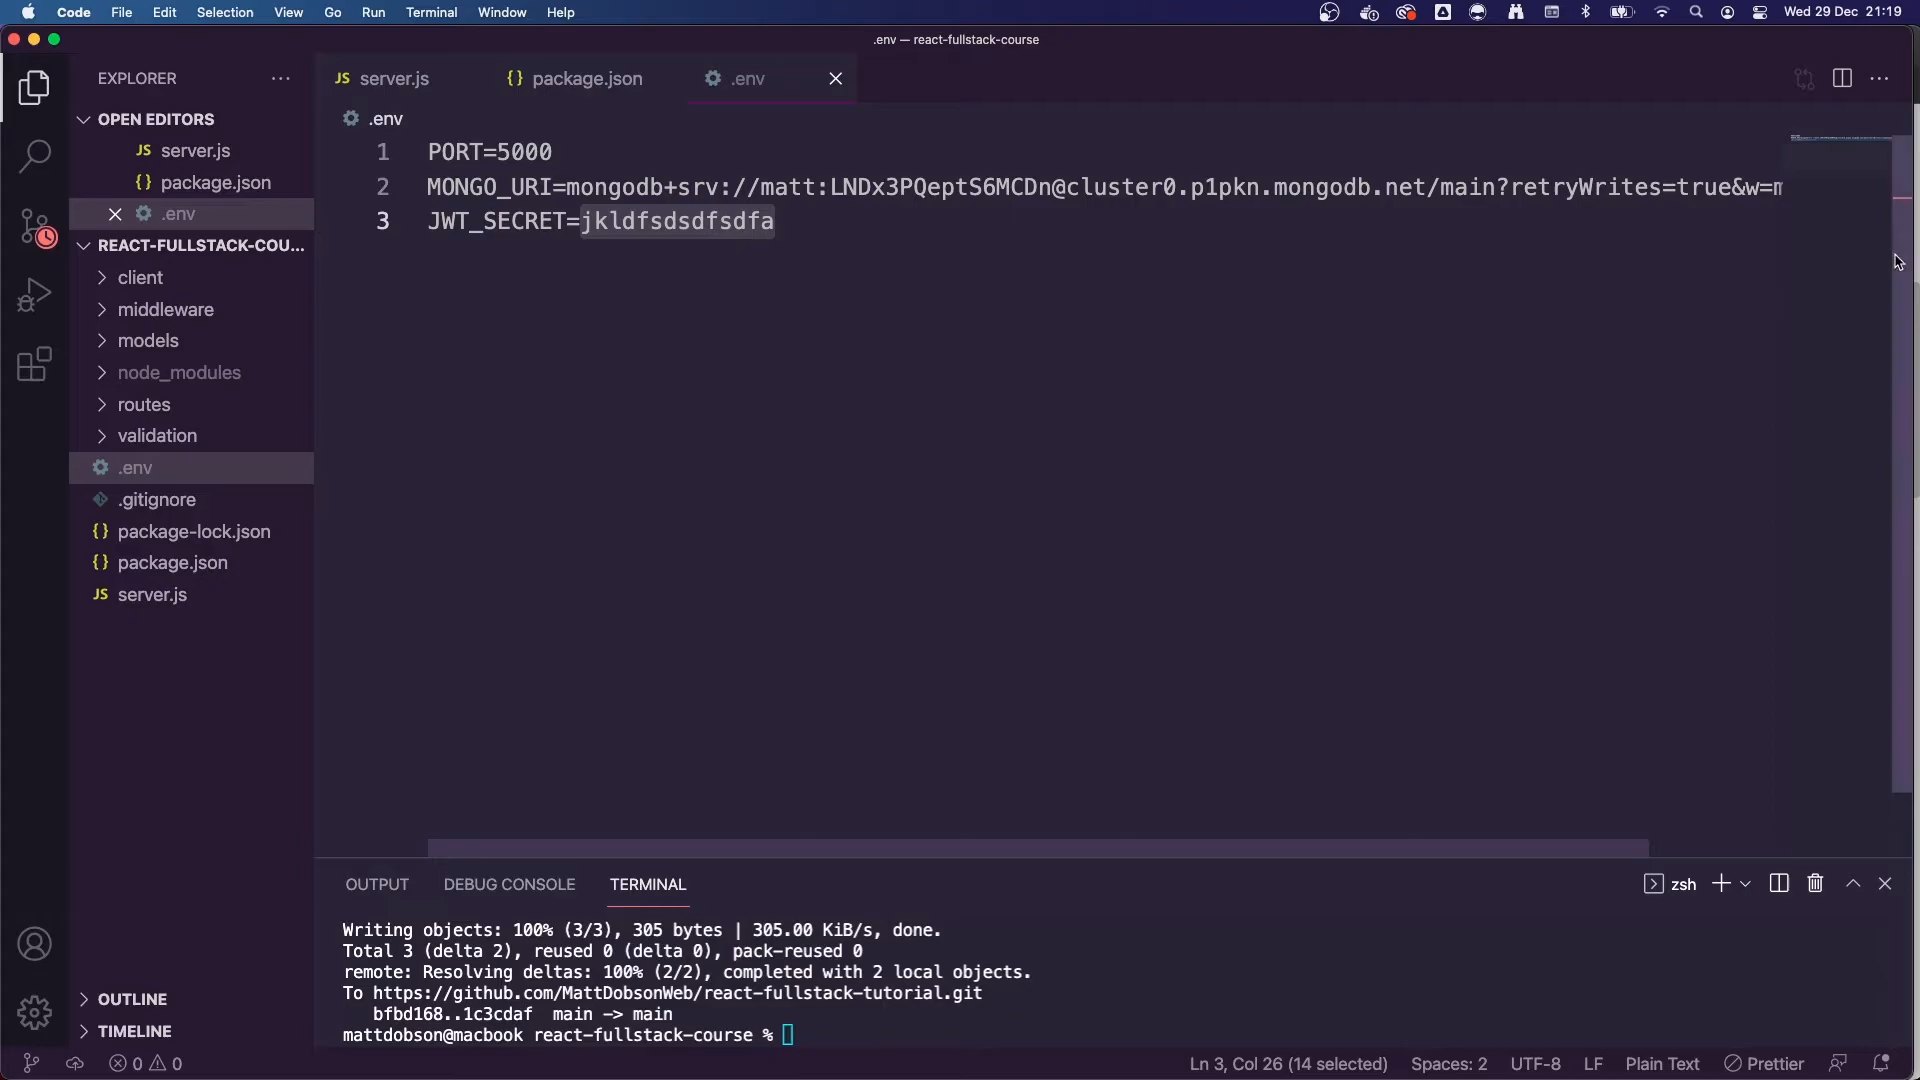 Code File Edit Selection View Go Run Terminal Window Help Wed 29 Dec 21:19
.env — react-fullstack-course
EXPLORER
server.js package.json .env
OPEN EDITORS
server.js
package.json
.env
REACT-FULLSTACK-COU...
client
middleware
models
node_modules
routes
validation
.env
.gitignore
package-lock.json
package.json
server.js
OUTLINE
TIMELINE
.env
1 PORT=5000
2 MONGO_URI=mongodb+srv://matt:LNDx3PQeptS6MCDn@cluster0.p1pkn.mongodb.net/main?retryWrites=true&w=m
3 JWT_SECRET=jkldfsdsdfsdfa
OUTPUT DEBUG CONSOLE TERMINAL zsh
Writing objects: 100% (3/3), 305 bytes | 305.00 KiB/s, done.
Total 3 (delta 2), reused 0 (delta 0), pack-reused 0
remote: Resolving deltas: 100% (2/2), completed with 2 local objects.
To https://github.com/MattDobsonWeb/react-fullstack-tutorial.git
bfbd168..1c3cdaf main -> main
mattdobson@macbook react-fullstack-course %
0 0 Ln 3, Col 26 (14 selected) Spaces: 2 UTF-8 LF Plain Text Prettier